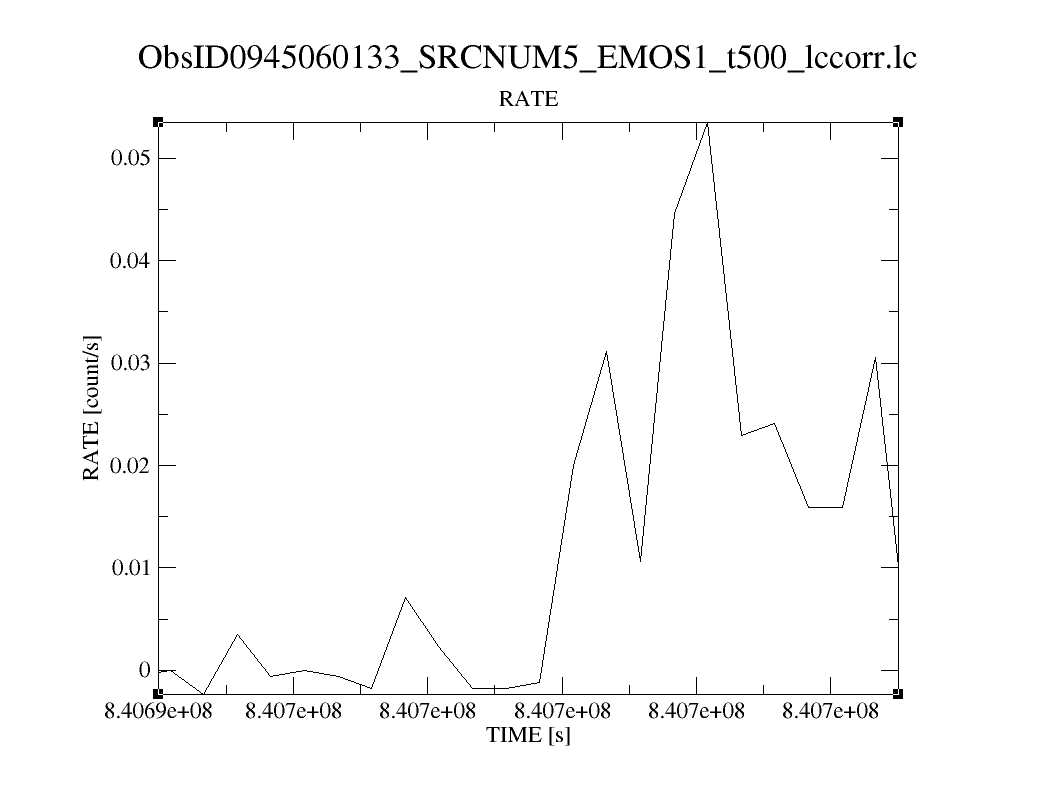 ObsID0945060133_SRCNUM5_EMOS1_t500_lccorr.lc
RATE
RATE [count/s]
0.05
0.04
0.03
0.02
0.01
0
8.4069e+08 8.407e+08 8.407e+08 8.407e+08 8.407e+08 8.407e+08
TIME [s]